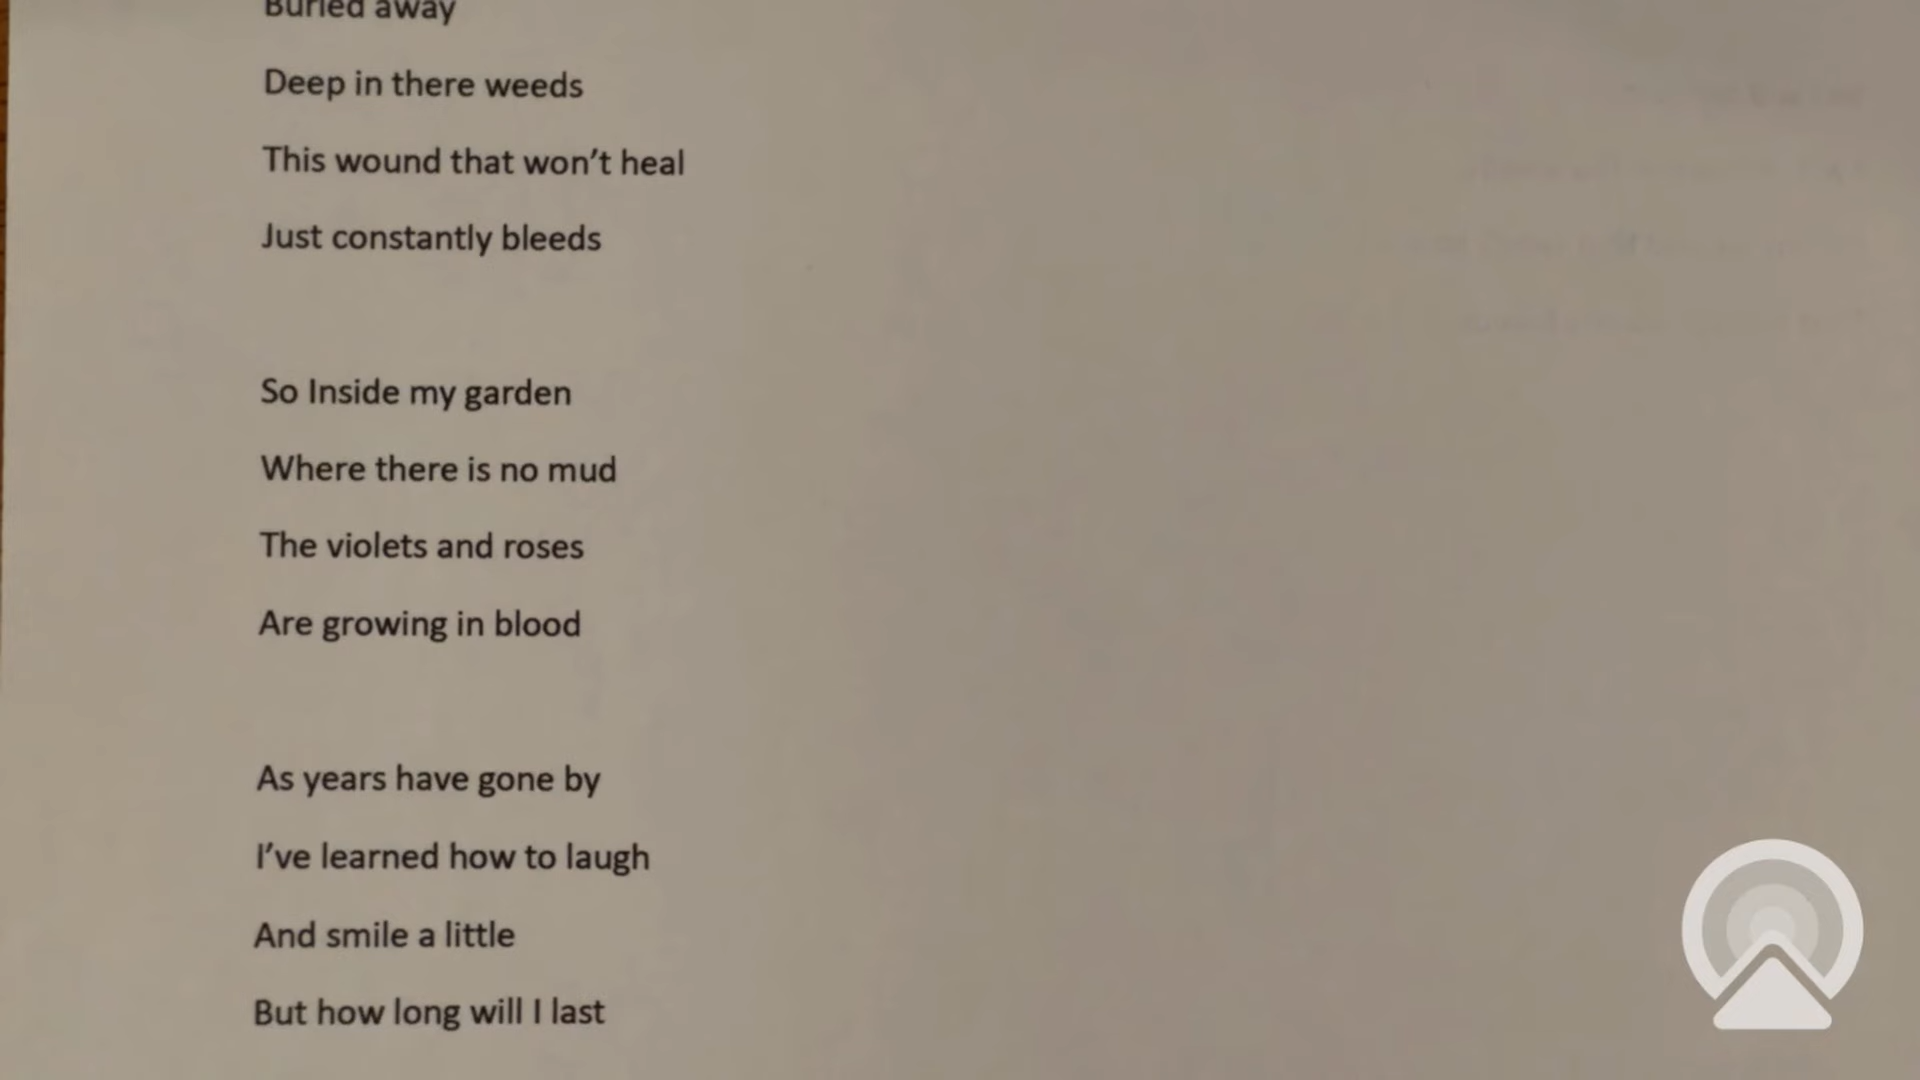 Buried away
Deep in there weeds
This wound that won't heal
Just constantly bleeds
So Inside my garden
Where there is no mud
The violets and roses
Are growing in blood
As years have gone by
I've learned how to laugh
And smile a little
But how long will I last